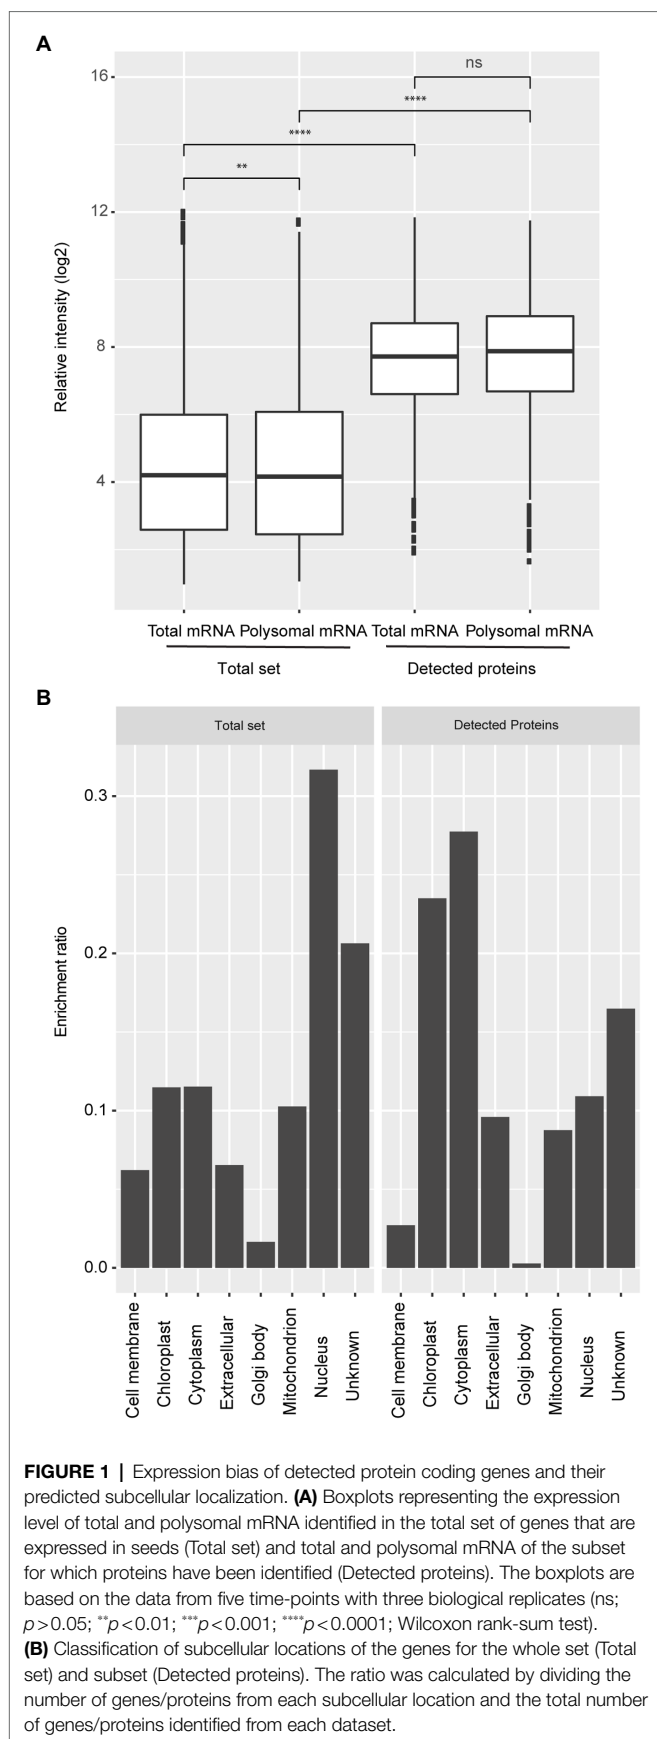 A
ns
16
****
****
**
12
Relative intensity (log2)
8
4
Total mRNA Polysomal mRNA Total mRNA Polysomal mRNA
Total set Detected proteins
B
Total set Detected Proteins
0.3
0.2
Enrichment ratio
0.1
0.0
Cell membrane
Chloroplast
Cytoplasm
Extracellular
Golgi body
Mitochondrion
Nucleus
Unknown
Cell membrane
Chloroplast
Cytoplasm
Extracellular
Golgi body
Mitochondrion
Nucleus
Unknown
FIGURE 1 | Expression bias of detected protein coding genes and their
predicted subcellular localization. (A) Boxplots representing the expression
level of total and polysomal mRNA identified in the total set of genes that are
expressed in seeds (Total set) and total and polysomal mRNA of the subset
for which proteins have been identified (Detected proteins). The boxplots are
based on the data from five time-points with three biological replicates (ns;
p>0.05; **p<0.01; ***p<0.001; ****p<0.0001; Wilcoxon rank-sum test).
(B) Classification of subcellular locations of the genes for the whole set (Total
set) and subset (Detected proteins). The ratio was calculated by dividing the
number of genes/proteins from each subcellular location and the total number
of genes/proteins identified from each dataset.